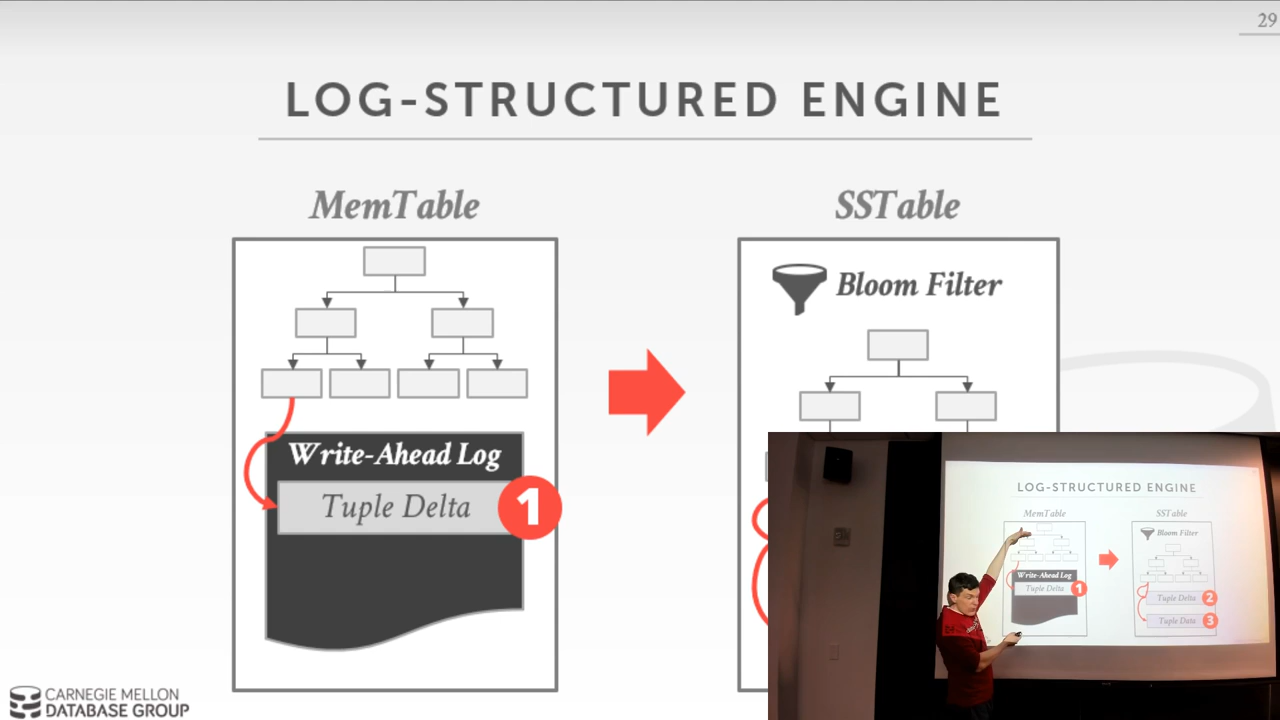 29
LOG-STRUCTURED ENGINE
MemTable
SSTable
Bloom Filter
Write-Ahead Log
Tuple Delta
1
CARNEGIE MELLON
DATABASE GROUP
LOG-STRUCTURED ENGINE
MemTable
SSTable
Bloom Filter
Write-Ahead Log
Tuple Delta 1
Tuple Delta 2
Tuple Data 3